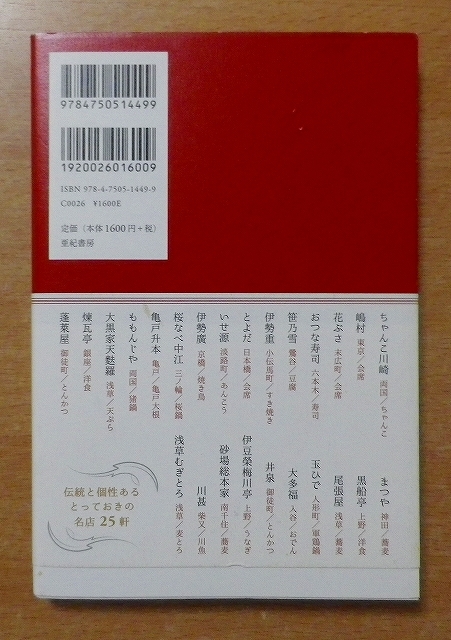 9784750514499
1920026016009
ISBN 978-4-7505-1449-9
C0026 ¥1600E
定価（本体1600円＋税）
亜紀書房
ちゃんこ川崎 両国／ちゃんこ
嶋村 東京／会席
花ぶさ 末広町／会席
おつな寿司 六本木／寿司
笹乃雪 鶯谷／豆腐
伊勢重 小伝馬町／すき焼き
とよだ 日本橋／会席
いせ源 淡路町／あんこう
伊勢廣 京橋／焼き鳥
桜なべ中江 三ノ輪／桜鍋
亀戸升本 亀戸／亀戸大根
ももんじや 両国／猪鍋
大黒家天麩羅 浅草／天ぷら
煉瓦亭 銀座／洋食
蓬莱屋 御徒町／とんかつ
まつや 神田／蕎麦
黒船亭 上野／洋食
尾張屋 浅草／蕎麦
玉ひで 人形町／軍鶏鍋
大多福 入谷／おでん
井泉 御徒町／とんかつ
伊豆榮梅川亭 上野／うなぎ
砂場総本家 南千住／蕎麦
川甚 柴又／川魚
浅草むぎとろ 浅草／麦とろ
伝統と個性ある
とっておきの
名店25軒